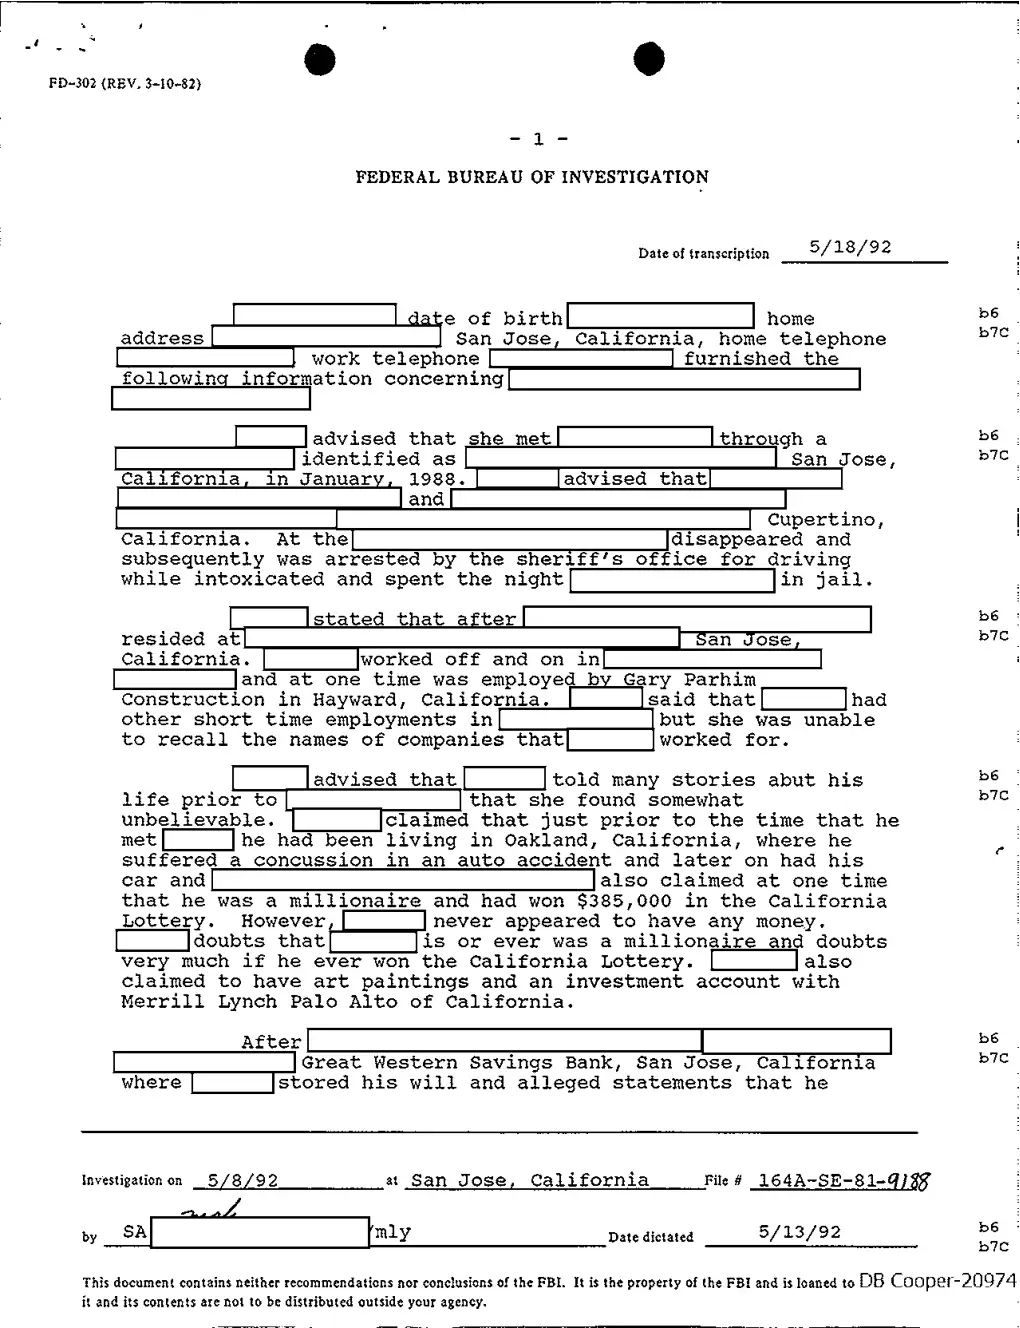 FD-302 (REV. 3-10-82)
- 1 -
FEDERAL BUREAU OF INVESTIGATION
Date of transcription 5/18/92
date of birth home b6
address San Jose, California, home telephone b7C
work telephone furnished the
following information concerning
advised that she met through a b6
identified as San Jose, b7C
California, in January, 1988. advised that
and
Cupertino,
California. At the disappeared and
subsequently was arrested by the sheriff's office for driving
while intoxicated and spent the night in jail.
stated that after b6
resided at San Jose, b7C
California. worked off and on in
and at one time was employed by Gary Parhim
Construction in Hayward, California. said that had
other short time employments in but she was unable
to recall the names of companies that worked for.
advised that told many stories abut his b6
life prior to that she found somewhat b7C
unbelievable. claimed that just prior to the time that he
met he had been living in Oakland, California, where he
suffered a concussion in an auto accident and later on had his
car and also claimed at one time
that he was a millionaire and had won $385,000 in the California
Lottery. However, never appeared to have any money.
doubts that is or ever was a millionaire and doubts
very much if he ever won the California Lottery. also
claimed to have art paintings and an investment account with
Merrill Lynch Palo Alto of California.
After b6
Great Western Savings Bank, San Jose, California b7C
where stored his will and alleged statements that he
Investigation on 5/8/92 at San Jose, California File # 164A-SE-81-9188
by SA /mly Date dictated 5/13/92 b6
b7C
This document contains neither recommendations nor conclusions of the FBI. It is the property of the FBI and is loaned to DB Cooper-20974
it and its contents are not to be distributed outside your agency.